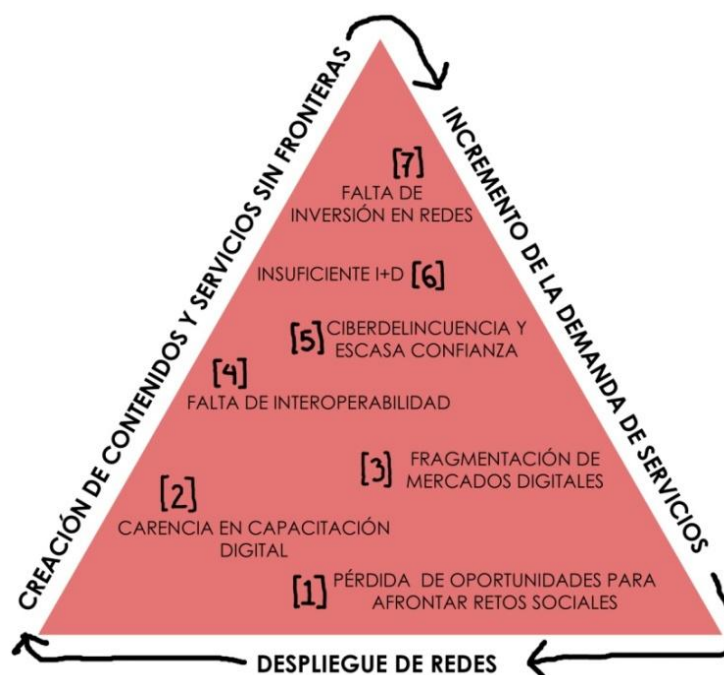 CREACIÓN DE CONTENIDOS Y SERVICIOS SIN FRONTERAS
INCREMENTO DE LA DEMANDA DE SERVICIOS
[7]
FALTA DE
INVERSIÓN EN REDES
INSUFICIENTE I+D [6]
[5] CIBERDELINCUENCIA Y
ESCASA CONFIANZA
[4]
FALTA DE INTEROPERABILIDAD
[3] FRAGMENTACIÓN DE
MERCADOS DIGITALES
[2]
CARENCIA EN CAPACITACIÓN
DIGITAL
[1] PÉRDIDA DE OPORTUNIDADES PARA
AFRONTAR RETOS SOCIALES
DESPLIEGUE DE REDES